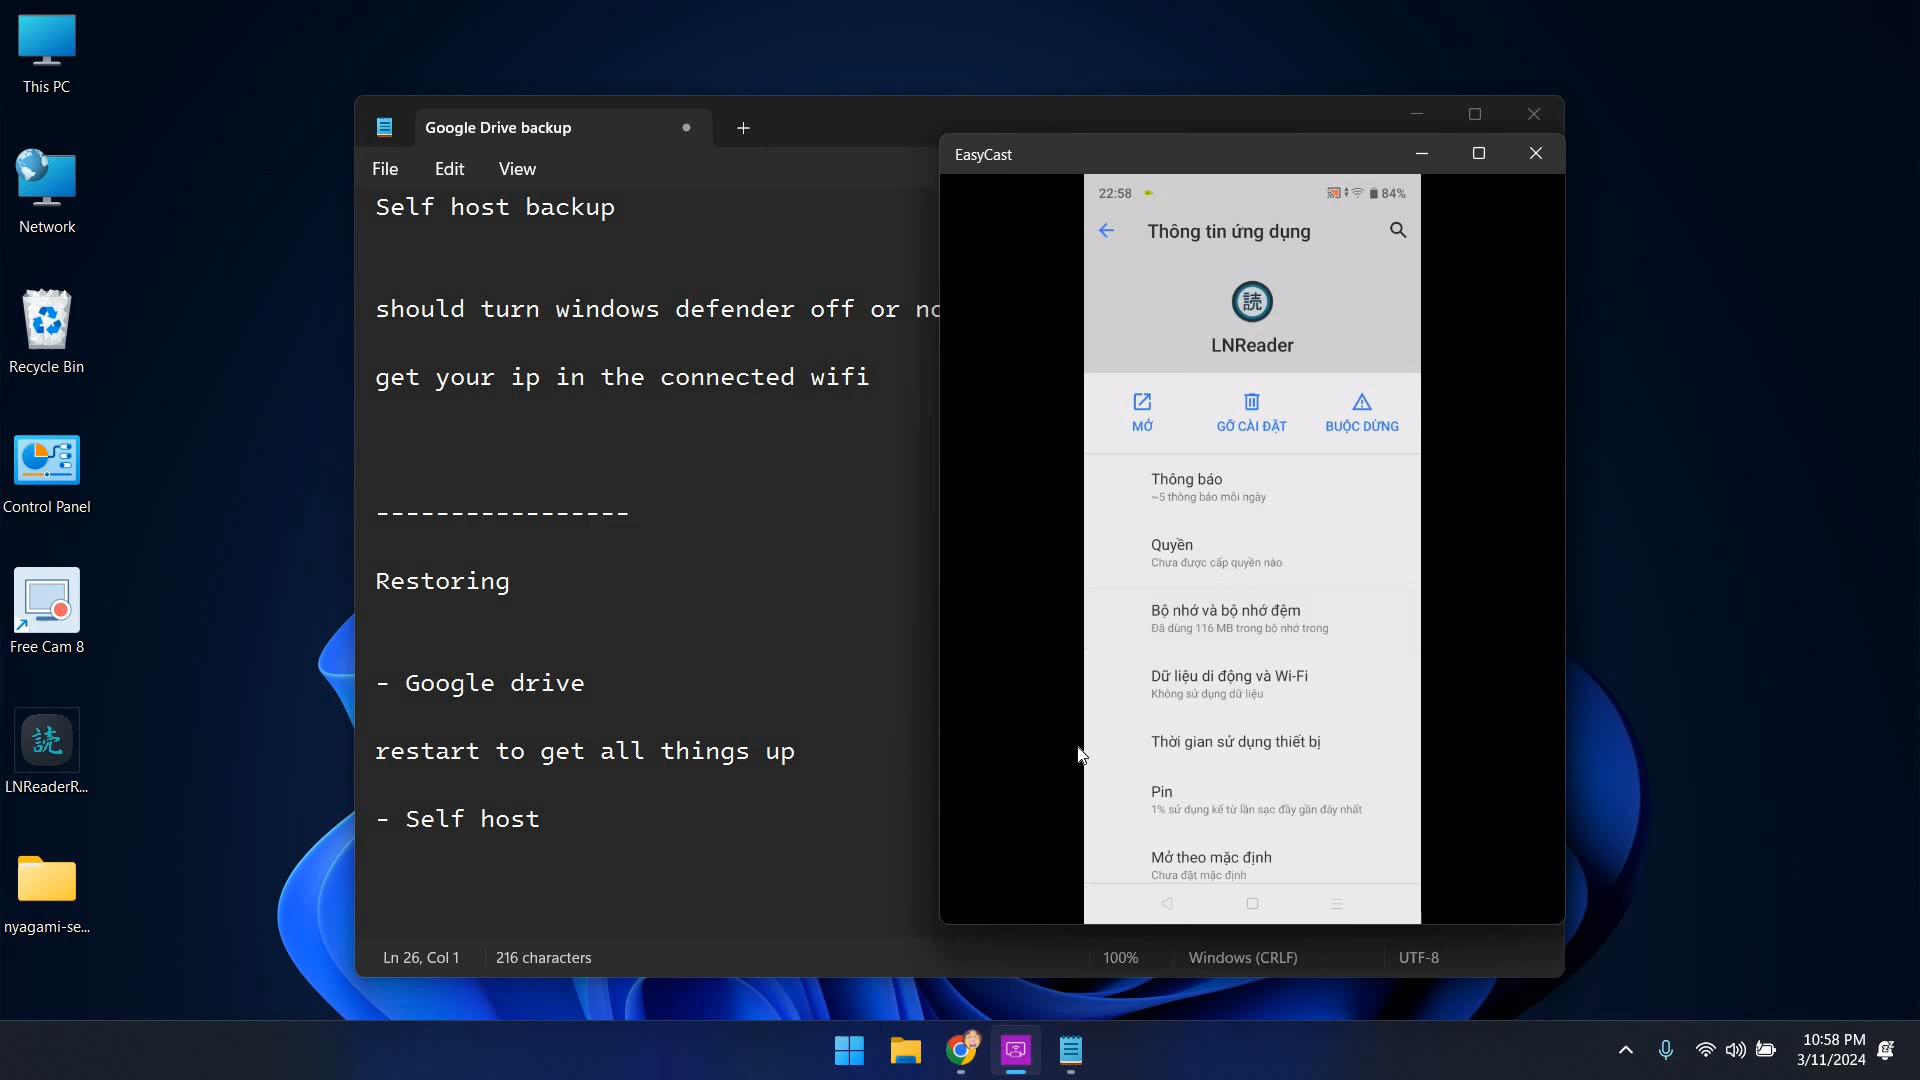 This PC
Network
Recycle Bin
Control Panel
Free Cam 8
読
LNReaderR...
nyagami-se...
Google Drive backup
File Edit View
Self host backup
should turn windows defender off or no
get your ip in the connected wifi
-----------------
Restoring
- Google drive
restart to get all things up
- Self host
Ln 26, Col 1 216 characters 100% Windows (CRLF) UTF-8
EasyCast
22:58 84%
Thông tin ứng dụng
読
LNReader
MỞ GỠ CÀI ĐẶT BUỘC DỪNG
Thông báo
~5 thông báo mỗi ngày
Quyền
Chưa được cấp quyền nào
Bộ nhớ và bộ nhớ đệm
Đã dùng 116 MB trong bộ nhớ trong
Dữ liệu di động và Wi-Fi
Không sử dụng dữ liệu
Thời gian sử dụng thiết bị
Pin
1% sử dụng kể từ lần sạc đầy gần đây nhất
Mở theo mặc định
Chưa đặt mặc định
10:58 PM
3/11/2024